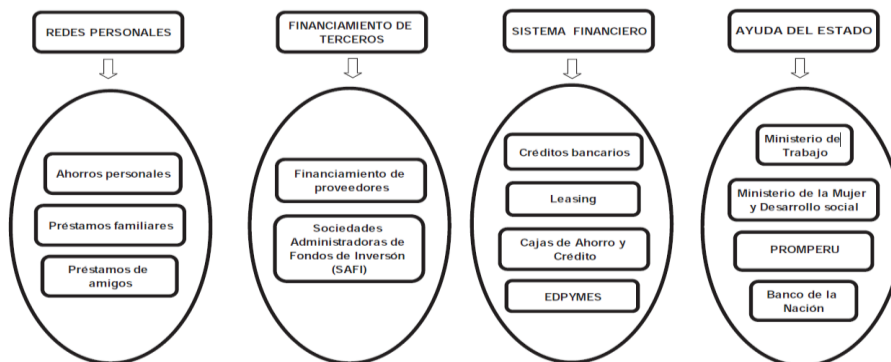 REDES PERSONALES
Ahorros personales
Préstamos familiares
Préstamos de
amigos
FINANCIAMIENTO DE
TERCEROS
Financiamiento de
proveedores
Sociedades
Administradoras de
Fondos de Inversón
(SAFI)
SISTEMA FINANCIERO
Créditos bancarios
Leasing
Cajas de Ahorro y
Crédito
EDPYMES
AYUDA DEL ESTADO
Ministerio de
Trabajo
Ministerio de la Mujer
y Desarrollo social
PROMPERU
Banco de la
Nación